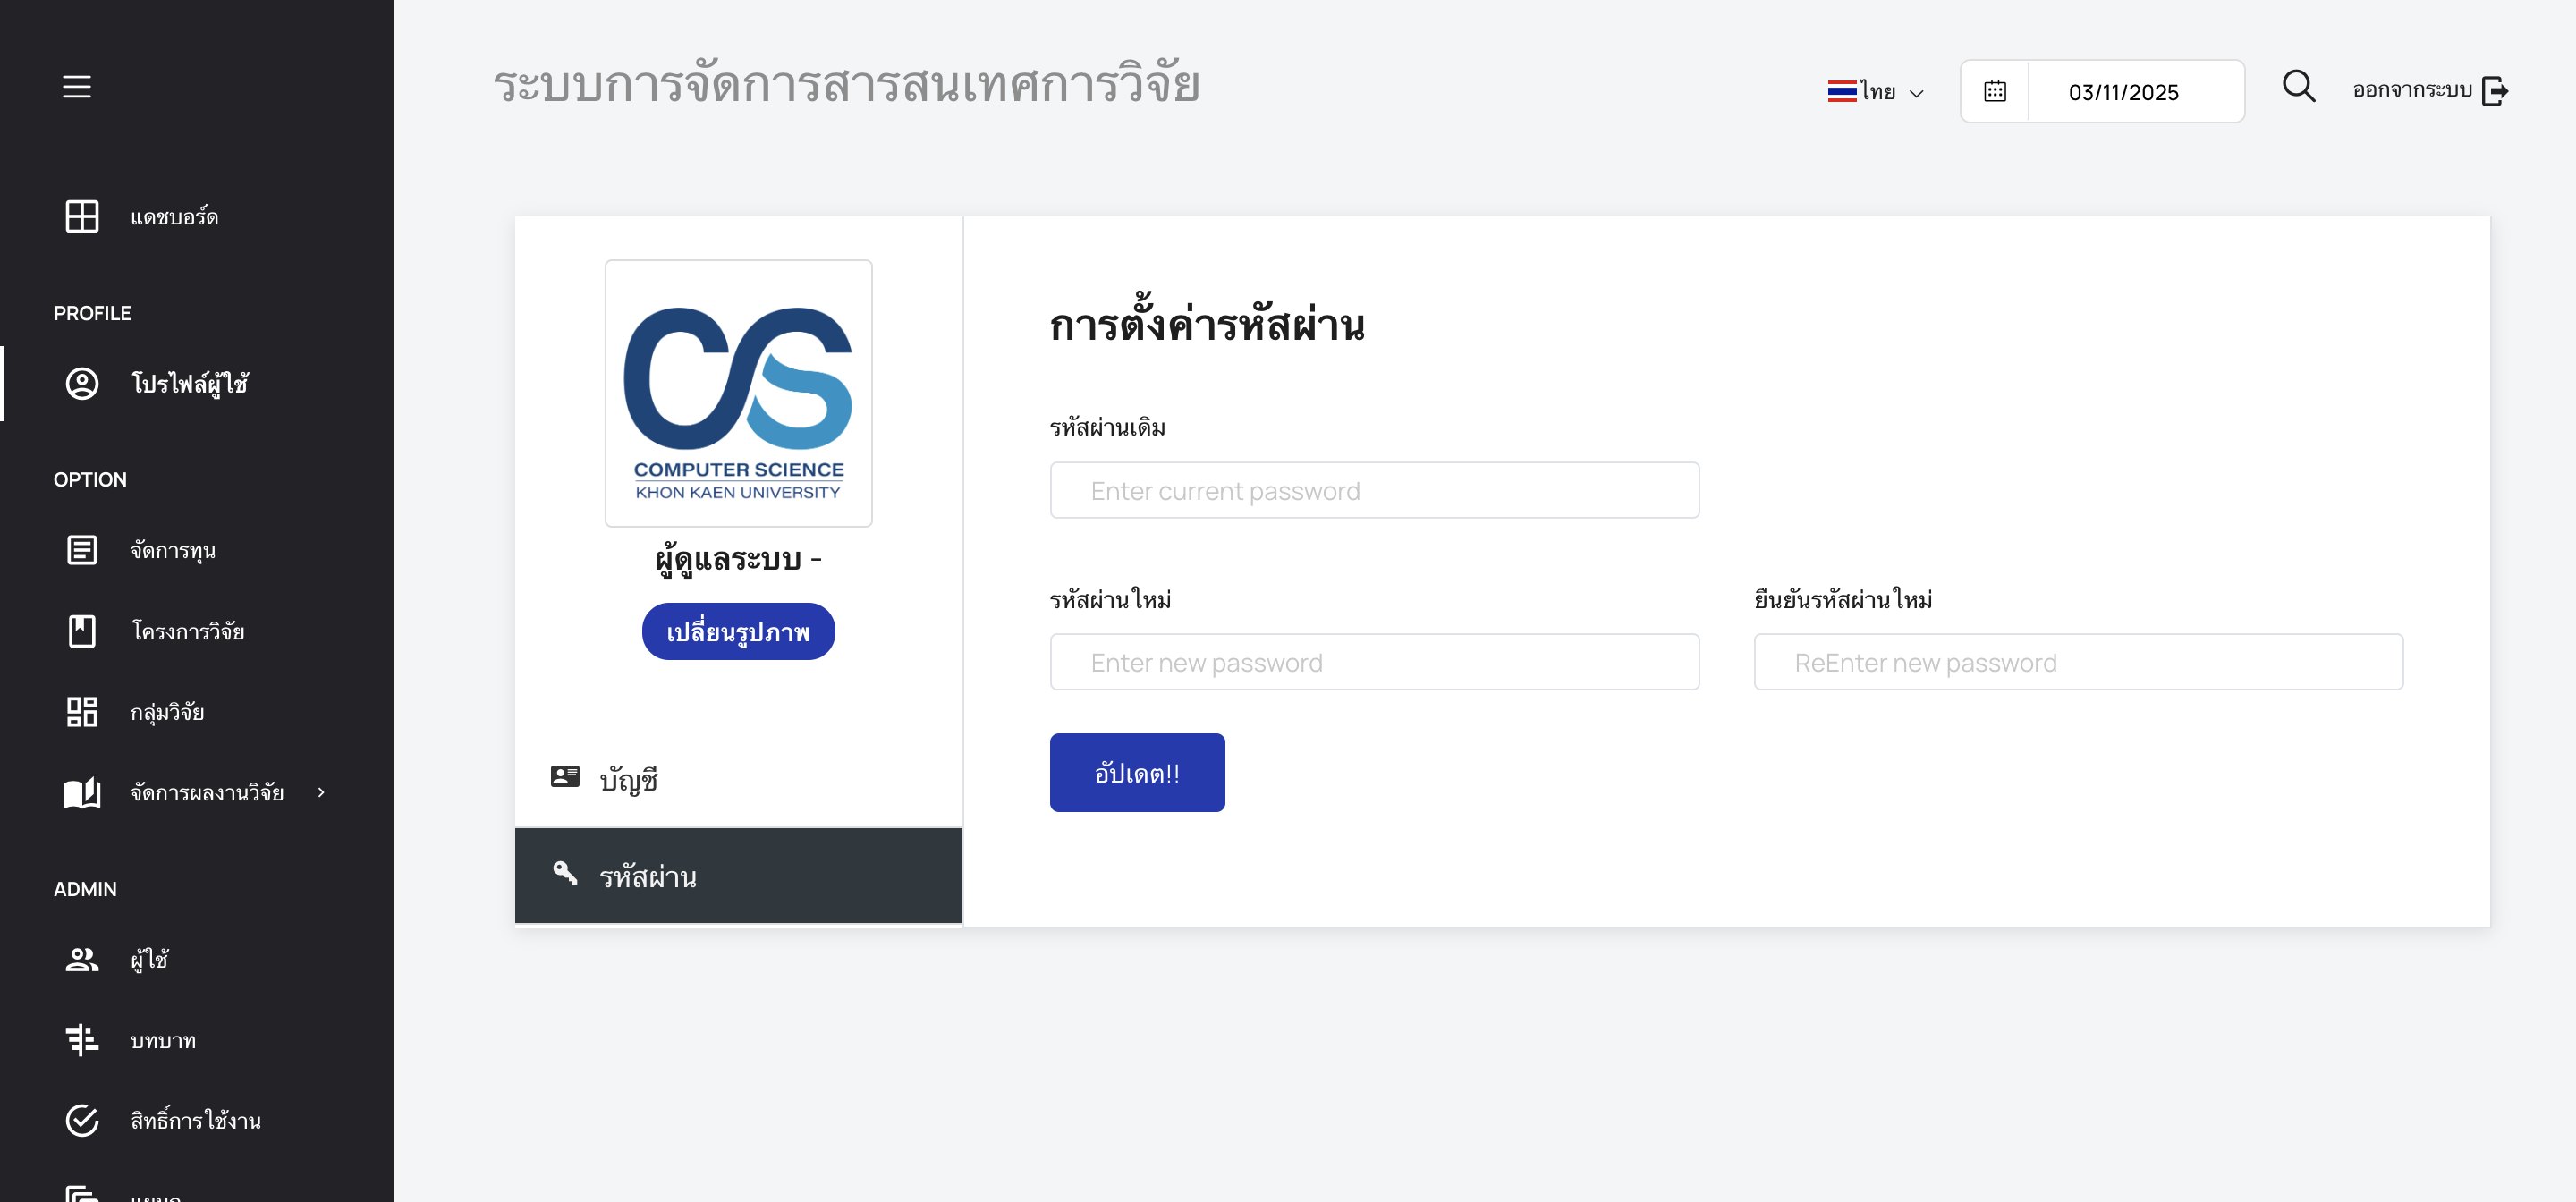 ระบบการจัดการสารสนเทศการวิจัย
ไทย
03/11/2025
ออกจากระบบ
แดชบอร์ด
PROFILE
โปรไฟล์ผู้ใช้
OPTION
จัดการทุน
โครงการวิจัย
กลุ่มวิจัย
จัดการผลงานวิจัย
ADMIN
ผู้ใช้
บทบาท
สิทธิ์การใช้งาน
COMPUTER SCIENCE
KHON KAEN UNIVERSITY
ผู้ดูแลระบบ -
เปลี่ยนรูปภาพ
บัญชี
รหัสผ่าน
การตั้งค่ารหัสผ่าน
รหัสผ่านเดิม
Enter current password
รหัสผ่านใหม่
Enter new password
ยืนยันรหัสผ่านใหม่
ReEnter new password
อัปเดต!!